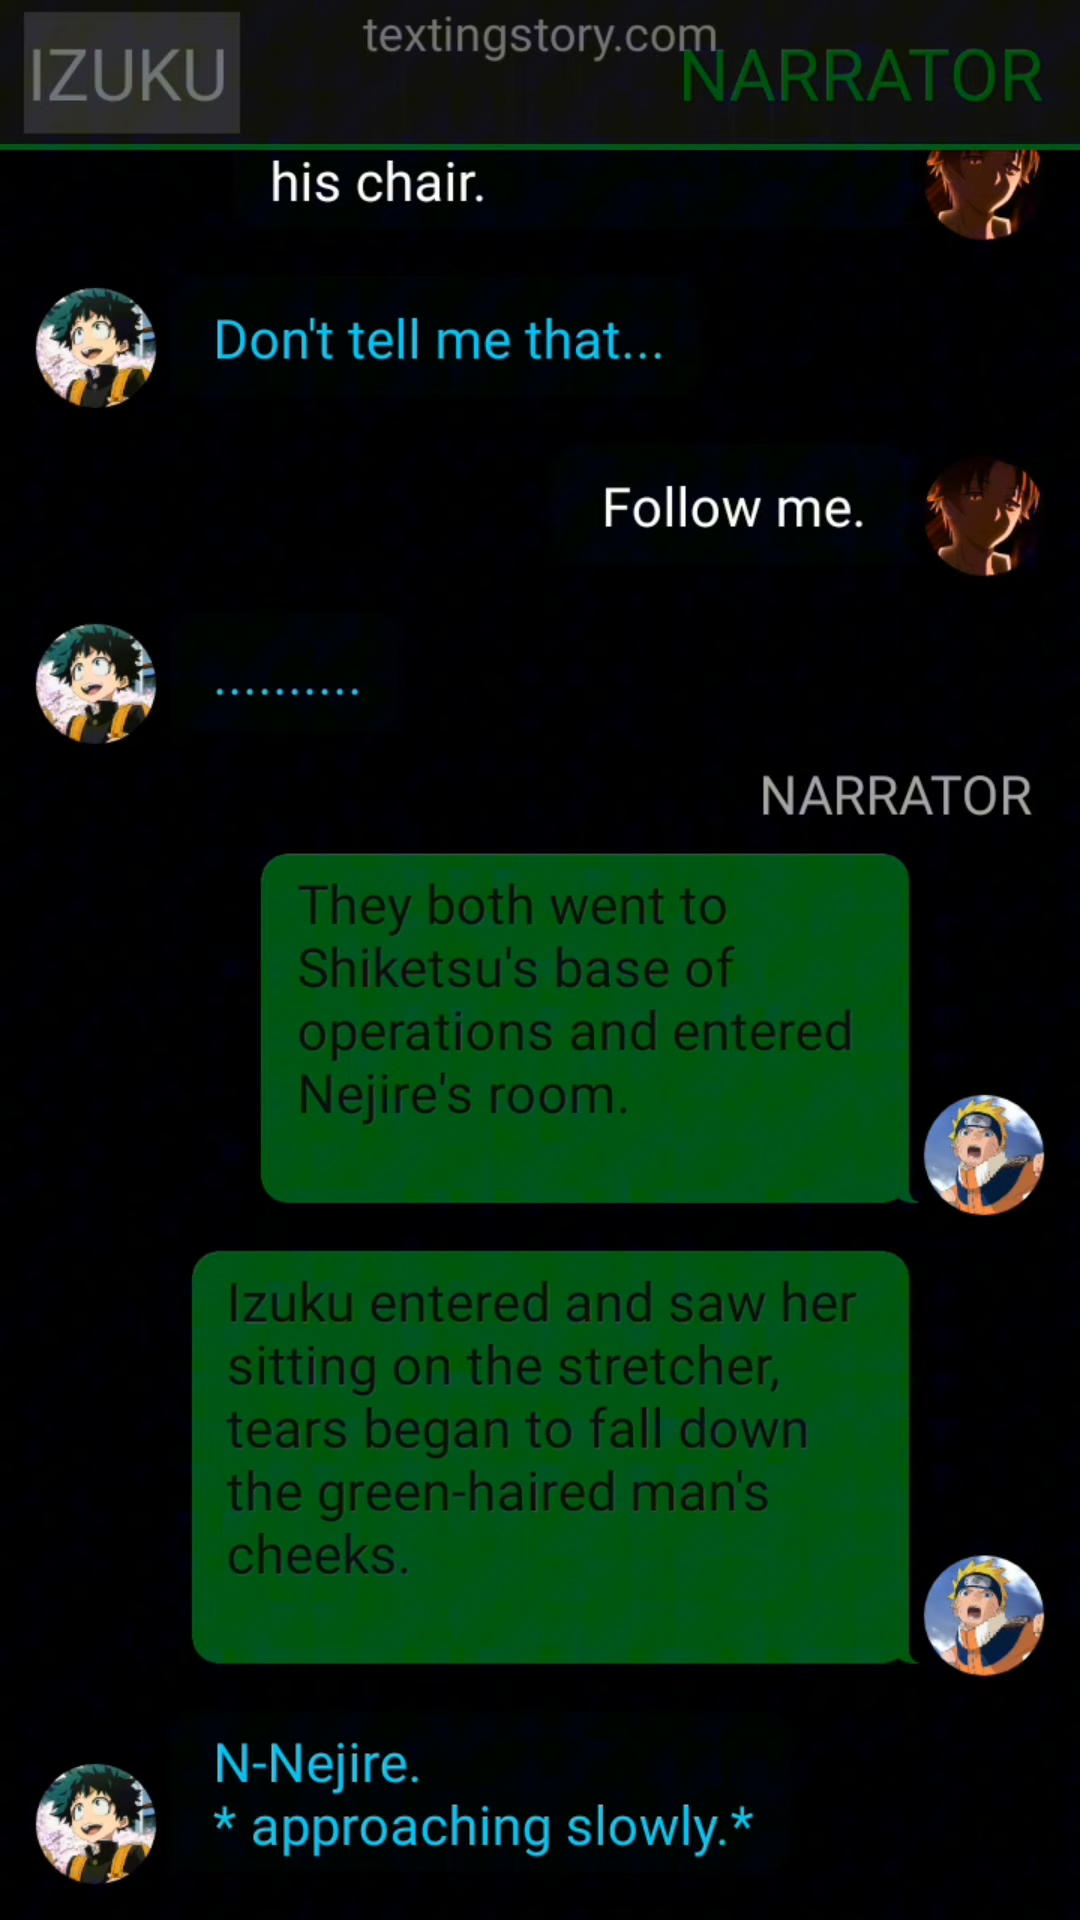 textingstory.com
IZUKU
NARRATOR
his chair.
Don't tell me that...
Follow me.
..........
NARRATOR
They both went to
Shiketsu's base of
operations and entered
Nejire's room.
Izuku entered and saw her
sitting on the stretcher,
tears began to fall down
the green-haired man's
cheeks.
N-Nejire.
* approaching slowly.*